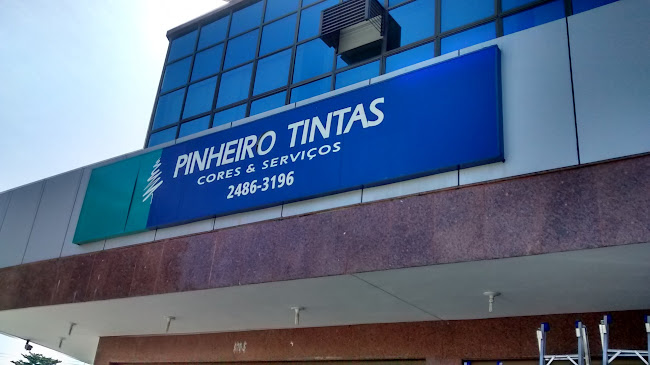 PINHEIRO TINTAS
CORES & SERVIÇOS
2486-3196